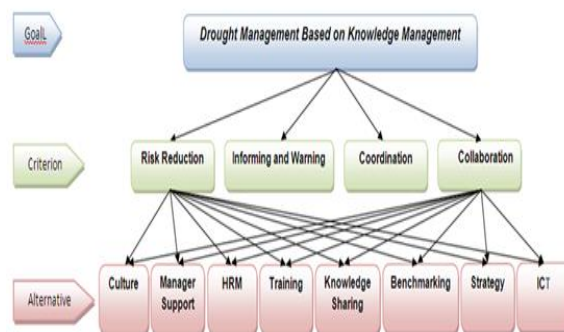 GoalL
Drought Management Based on Knowledge Management
Criterion
Risk Reduction
Informing and Warning
Coordination
Collaboration
Alternative
Culture
Manager
Support
HRM
Training
Knowledge
Sharing
Benchmarking
Strategy
ICT